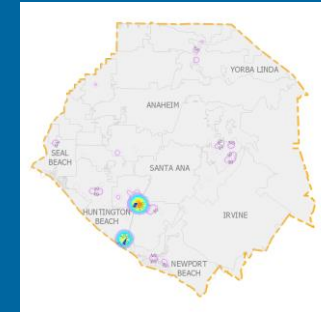 YORBA LINDA
ANAHEIM
SEAL
BEACH
SANTA ANA
HUNTINGTON
BEACH
IRVINE
NEWPORT
BEACH